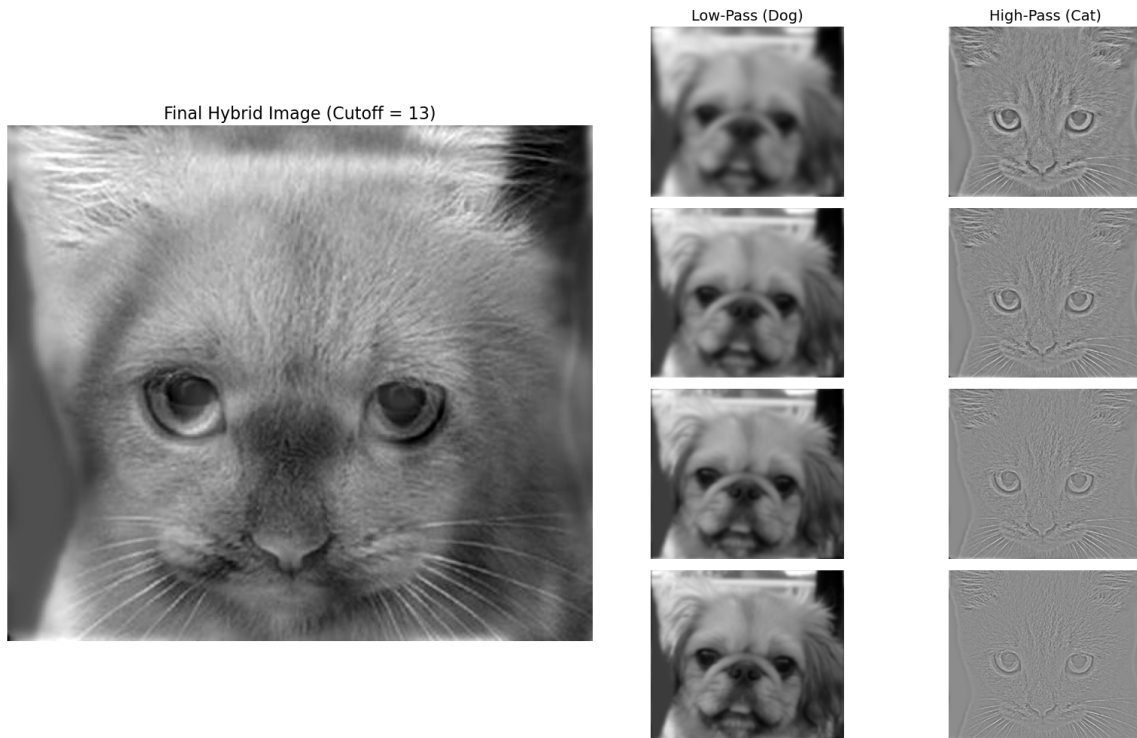 Low-Pass (Dog)
High-Pass (Cat)
Final Hybrid Image (Cutoff = 13)